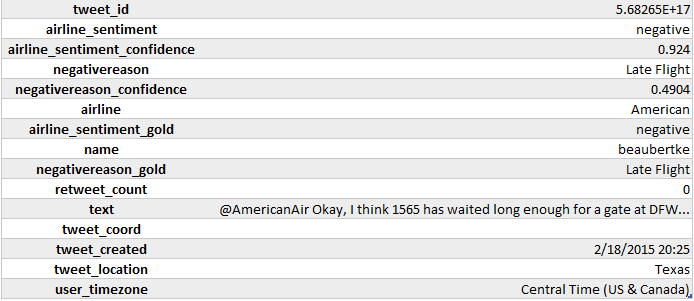 tweet_id 5.68265E+17
airline_sentiment negative
airline_sentiment_confidence 0.924
negativereason Late Flight
negativereason_confidence 0.4904
airline American
airline_sentiment_gold negative
name beaubertke
negativereason_gold Late Flight
retweet_count 0
text @AmericanAir Okay, I think 1565 has waited long enough for a gate at DFW...
tweet_coord
tweet_created 2/18/2015 20:25
tweet_location Texas
user_timezone Central Time (US & Canada)